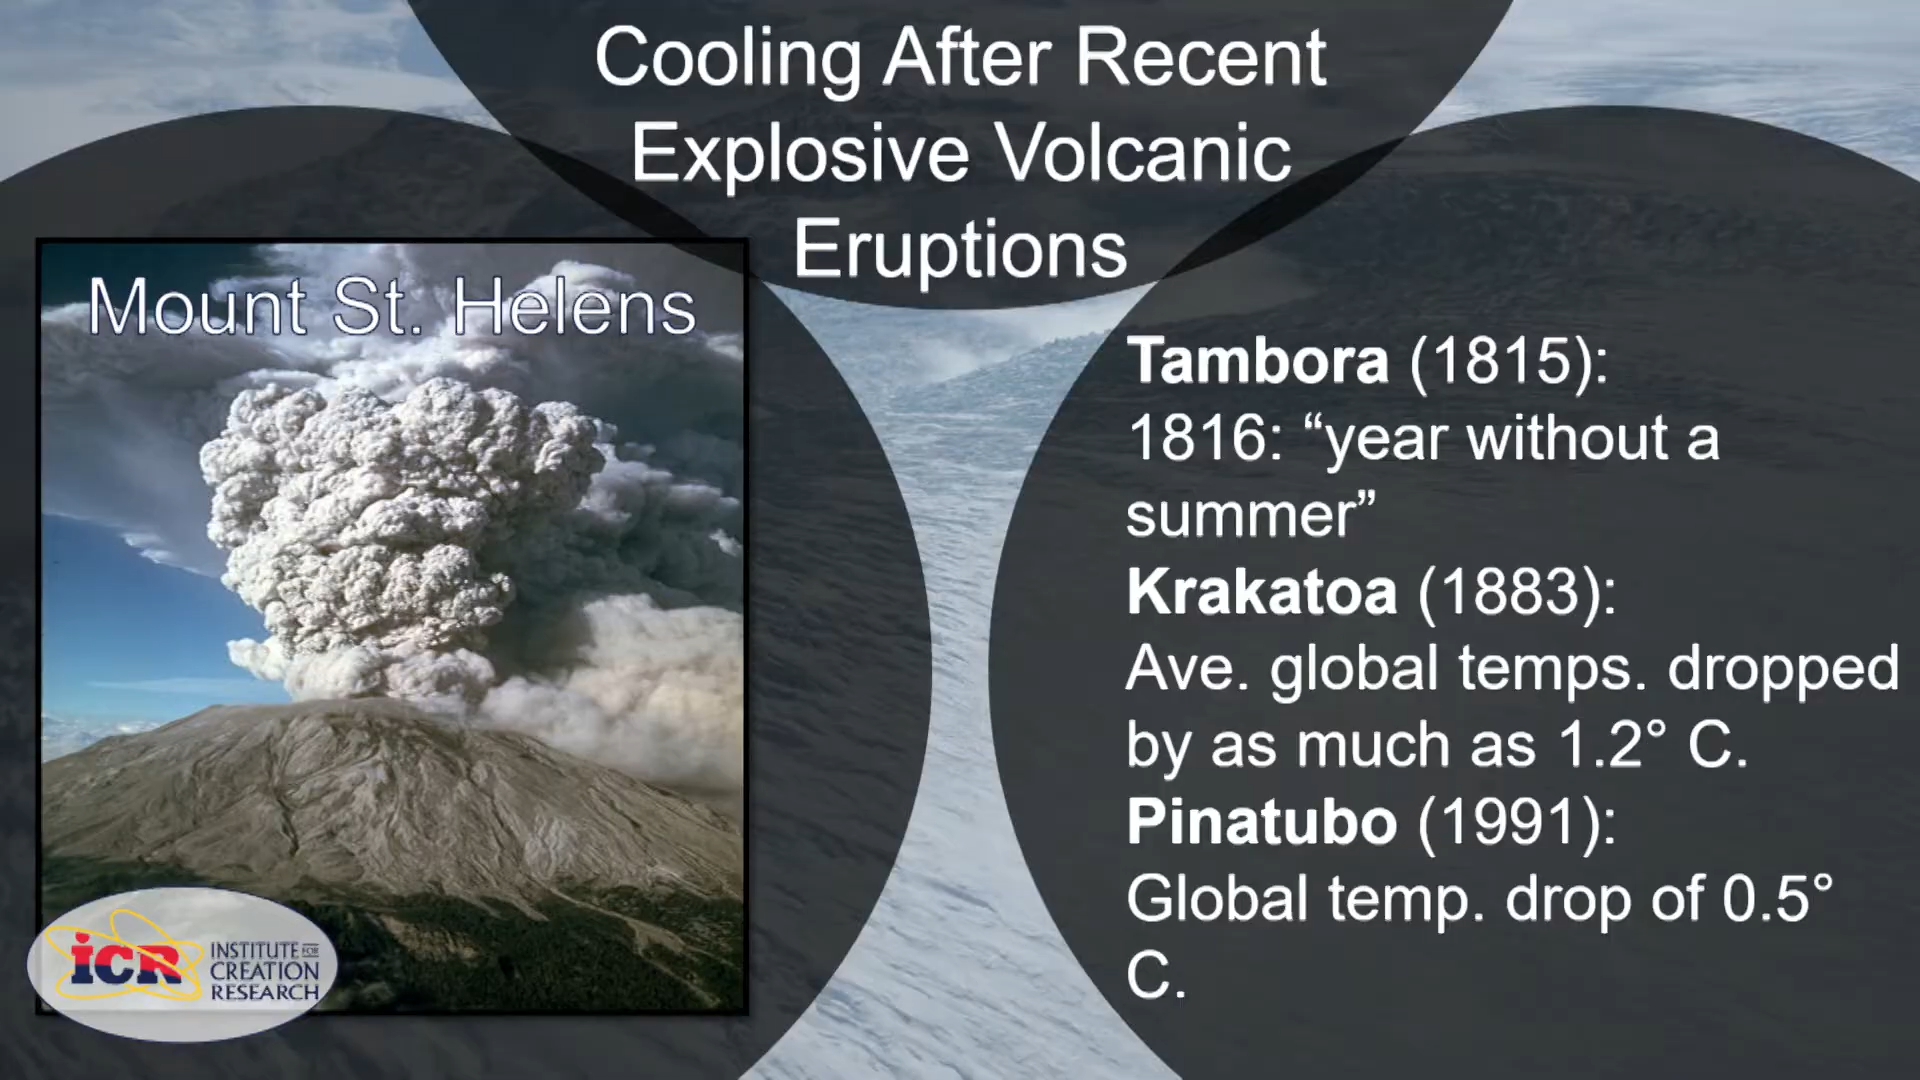 Cooling After Recent
Explosive Volcanic
Eruptions
Mount St. Helens
Tambora (1815):
1816: “year without a
summer”
Krakatoa (1883):
Ave. global temps. dropped
by as much as 1.2° C.
Pinatubo (1991):
Global temp. drop of 0.5°
C.
iCR
INSTITUTE FOR
CREATION
RESEARCH